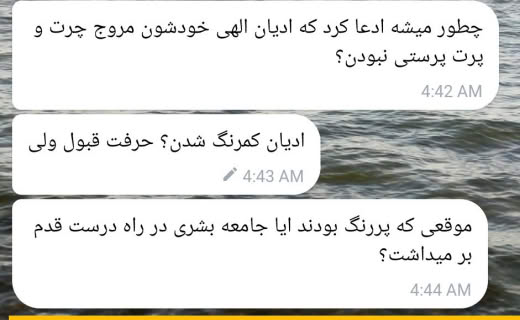 چطور میشه ادعا کرد که ادیان الهی خودشون مروج چرت و
پرت پرستی نبودن؟
4:42 AM
ادیان کمرنگ شدن؟ حرفت قبول ولی
4:43 AM
موقعی که پررنگ بودند ایا جامعه بشری در راه درست قدم
بر میداشت؟
4:44 AM